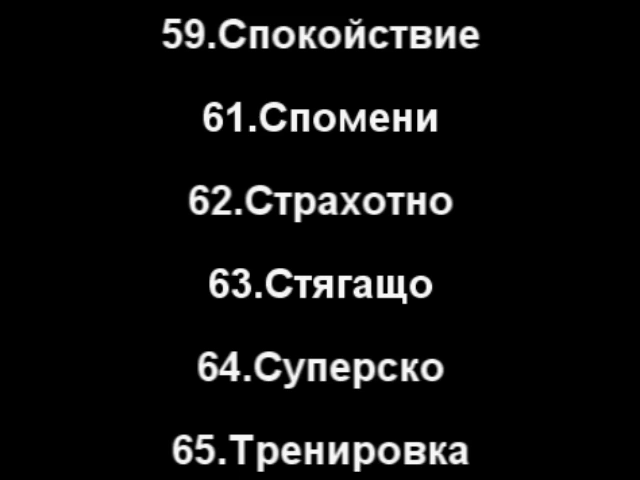 59.Спокойствие
61.Спомени
62.Страхотно
63.Стягащо
64.Суперско
65.Тренировка